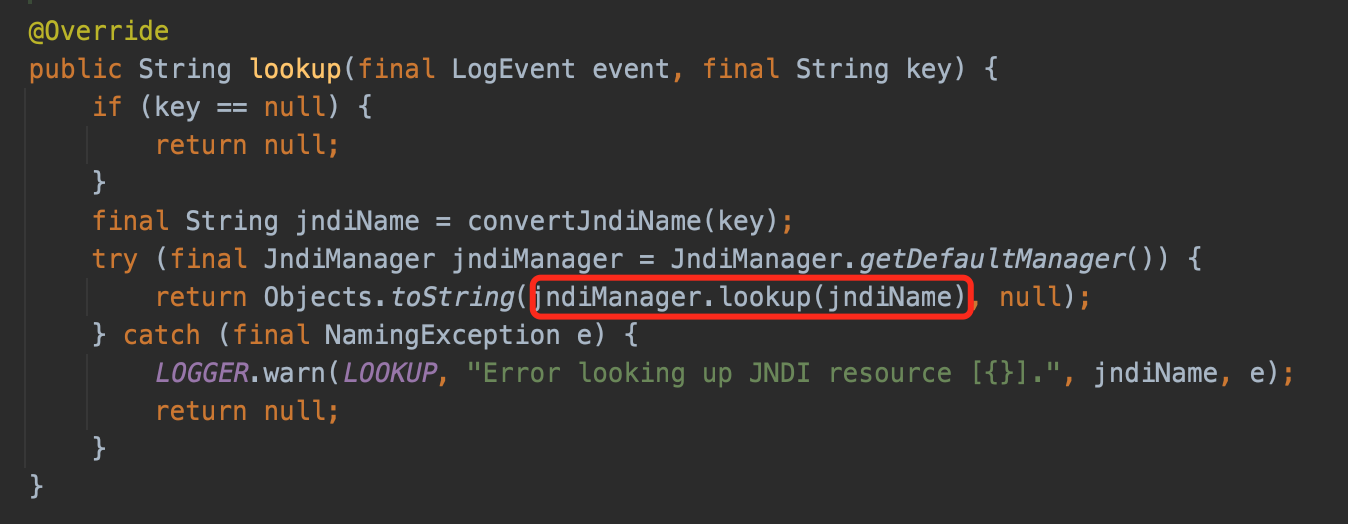 @Override
public String lookup(final LogEvent event, final String key) {
    if (key == null) {
        return null;
    }
    final String jndiName = convertJndiName(key);
    try (final JndiManager jndiManager = JndiManager.getDefaultManager()) {
        return Objects.toString(jndiManager.lookup(jndiName), null);
    } catch (final NamingException e) {
        LOGGER.warn(LOOKUP, "Error looking up JNDI resource [{}].", jndiName, e);
        return null;
    }
}